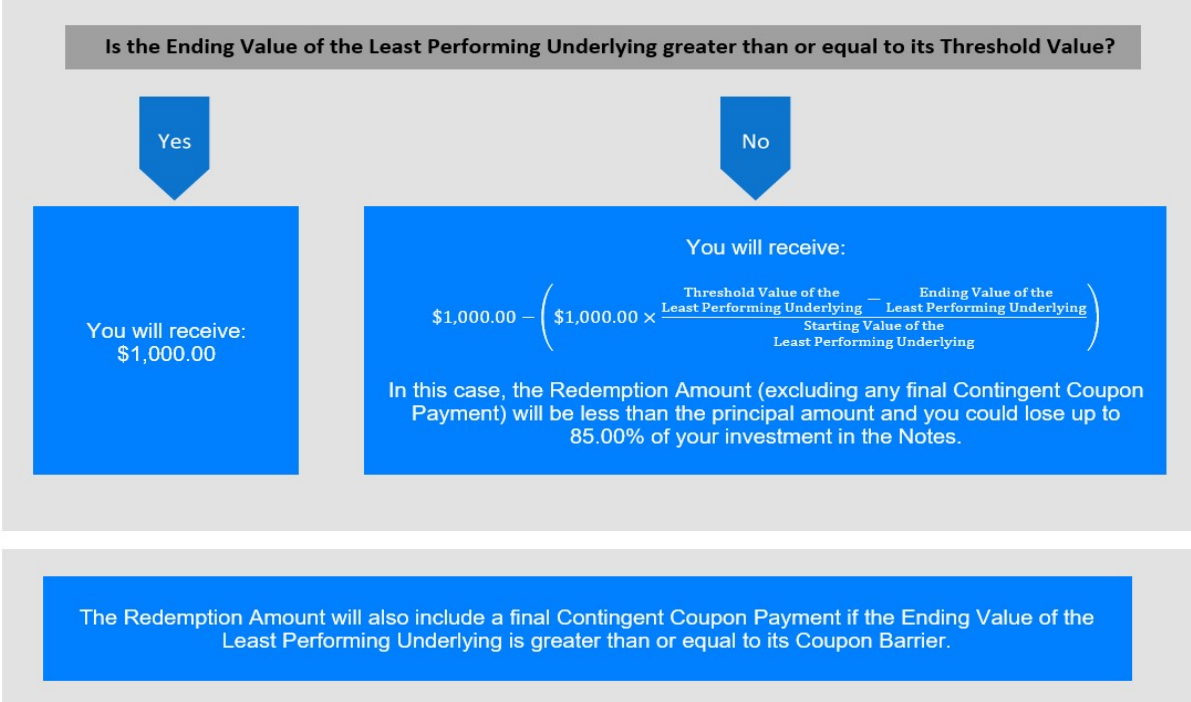 Is the Ending Value of the Least Performing Underlying greater than or equal to its Threshold Value?
Yes
No
You will receive:
$1,000.00
You will receive:
$1,000.00 − ($1,000.00 × (Threshold Value of the Least Performing Underlying − Ending Value of the Least Performing Underlying) / Starting Value of the Least Performing Underlying)
In this case, the Redemption Amount (excluding any final Contingent Coupon
Payment) will be less than the principal amount and you could lose up to
85.00% of your investment in the Notes.
The Redemption Amount will also include a final Contingent Coupon Payment if the Ending Value of the
Least Performing Underlying is greater than or equal to its Coupon Barrier.